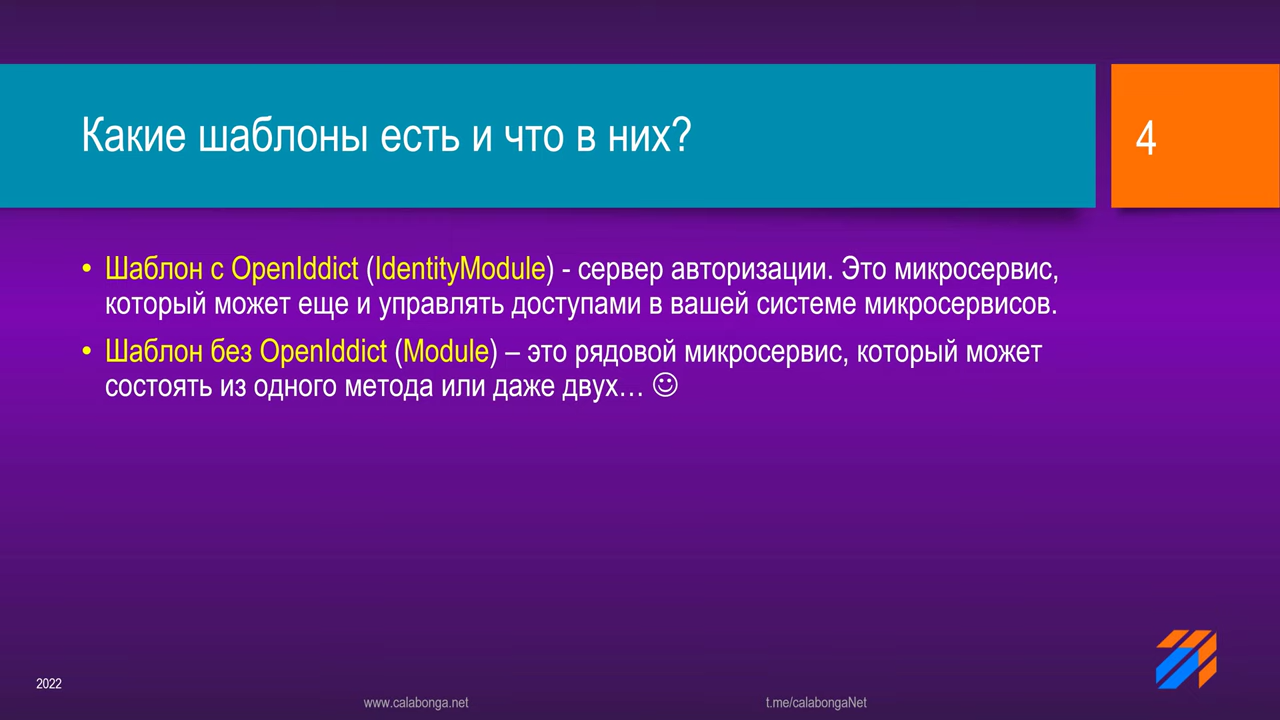 Какие шаблоны есть и что в них?
4
• Шаблон с OpenIddict (IdentityModule) - сервер авторизации. Это микросервис,
который может еще и управлять доступами в вашей системе микросервисов.
• Шаблон без OpenIddict (Module) – это рядовой микросервис, который может
состоять из одного метода или даже двух… ☺
2022
www.calabonga.net
t.me/calabongaNet